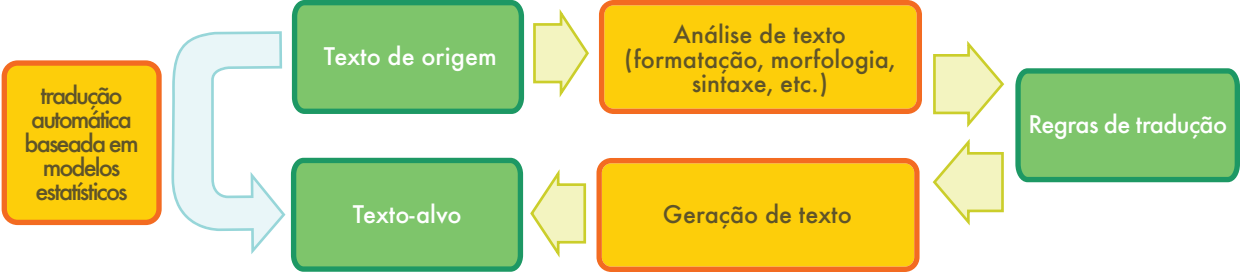 tradução
automática
baseada em
modelos
estatísticos
Texto de origem
Análise de texto
(formatação, morfologia,
sintaxe, etc.)
Regras de tradução
Geração de texto
Texto-alvo